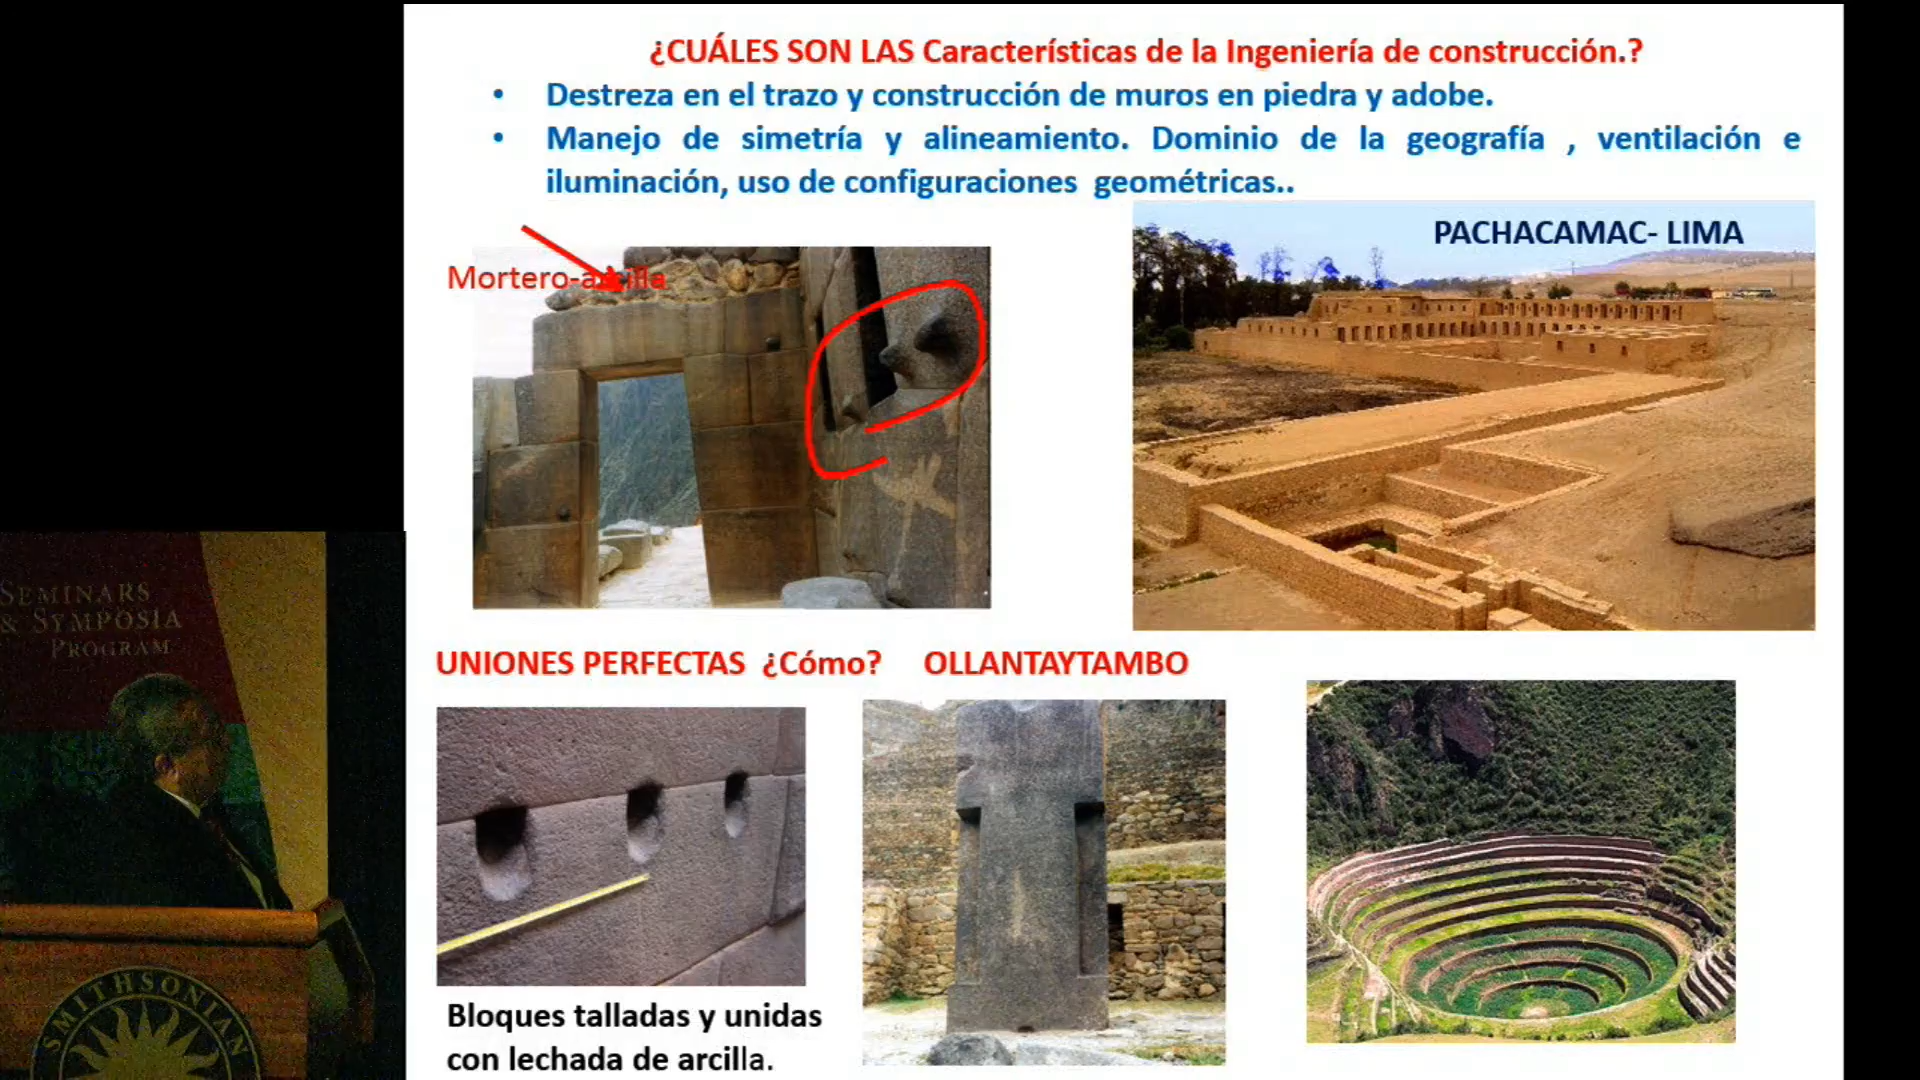 ¿CUÁLES SON LAS Características de la Ingeniería de construcción.?
• Destreza en el trazo y construcción de muros en piedra y adobe.
• Manejo de simetría y alineamiento. Dominio de la geografía , ventilación e
iluminación, uso de configuraciones geométricas..
PACHACAMAC- LIMA
Mortero-arcilla
UNIONES PERFECTAS ¿Cómo?
OLLANTAYTAMBO
Bloques talladas y unidas
con lechada de arcilla.
SEMINARS
& SYMPOSIA
PROGRAM
SMITHSONIAN